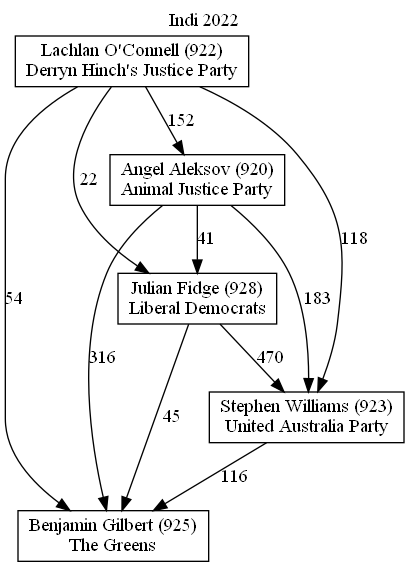 Indi 2022
Lachlan O'Connell (922)
Derryn Hinch's Justice Party
152
Angel Aleksov (920)
Animal Justice Party
22
41
118
Julian Fidge (928)
Liberal Democrats
54
183
316
470
Stephen Williams (923)
United Australia Party
45
116
Benjamin Gilbert (925)
The Greens